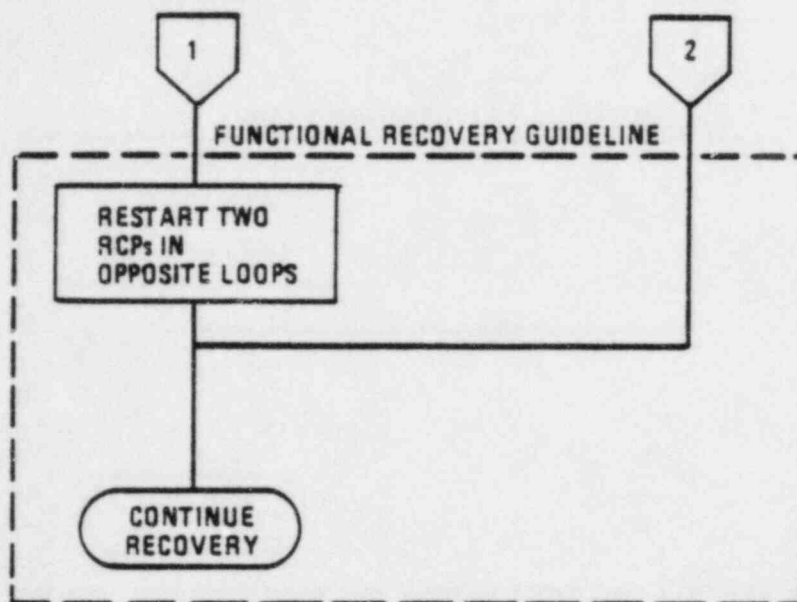 1
2
FUNCTIONAL RECOVERY GUIDELINE
RESTART TWO
RCPs IN
OPPOSITE LOOPS
CONTINUE
RECOVERY